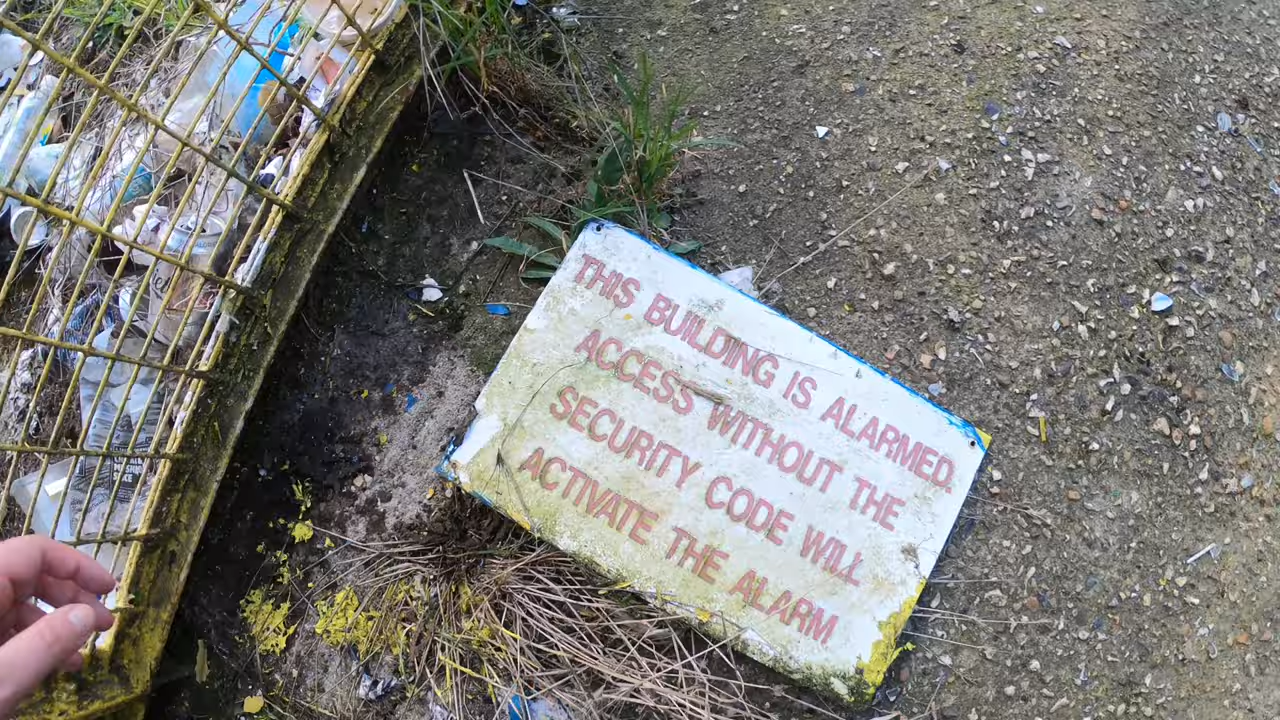 THIS BUILDING IS ALARMED.
ACCESS WITHOUT THE
SECURITY CODE WILL
ACTIVATE THE ALARM